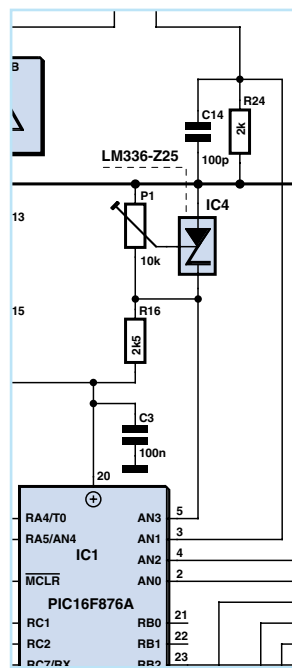 B
R24
2k
C14
100p
LM336-Z25
P1
IC4
13
10k
15
R16
2k5
C3
100n
20
RA4/T0
AN3
5
RA5/AN4
AN1
3
IC1
AN2
4
MCLR
AN0
2
PIC16F876A
RC1
RB0
21
RC2
RB1
22
RC7/RX
RB2
23